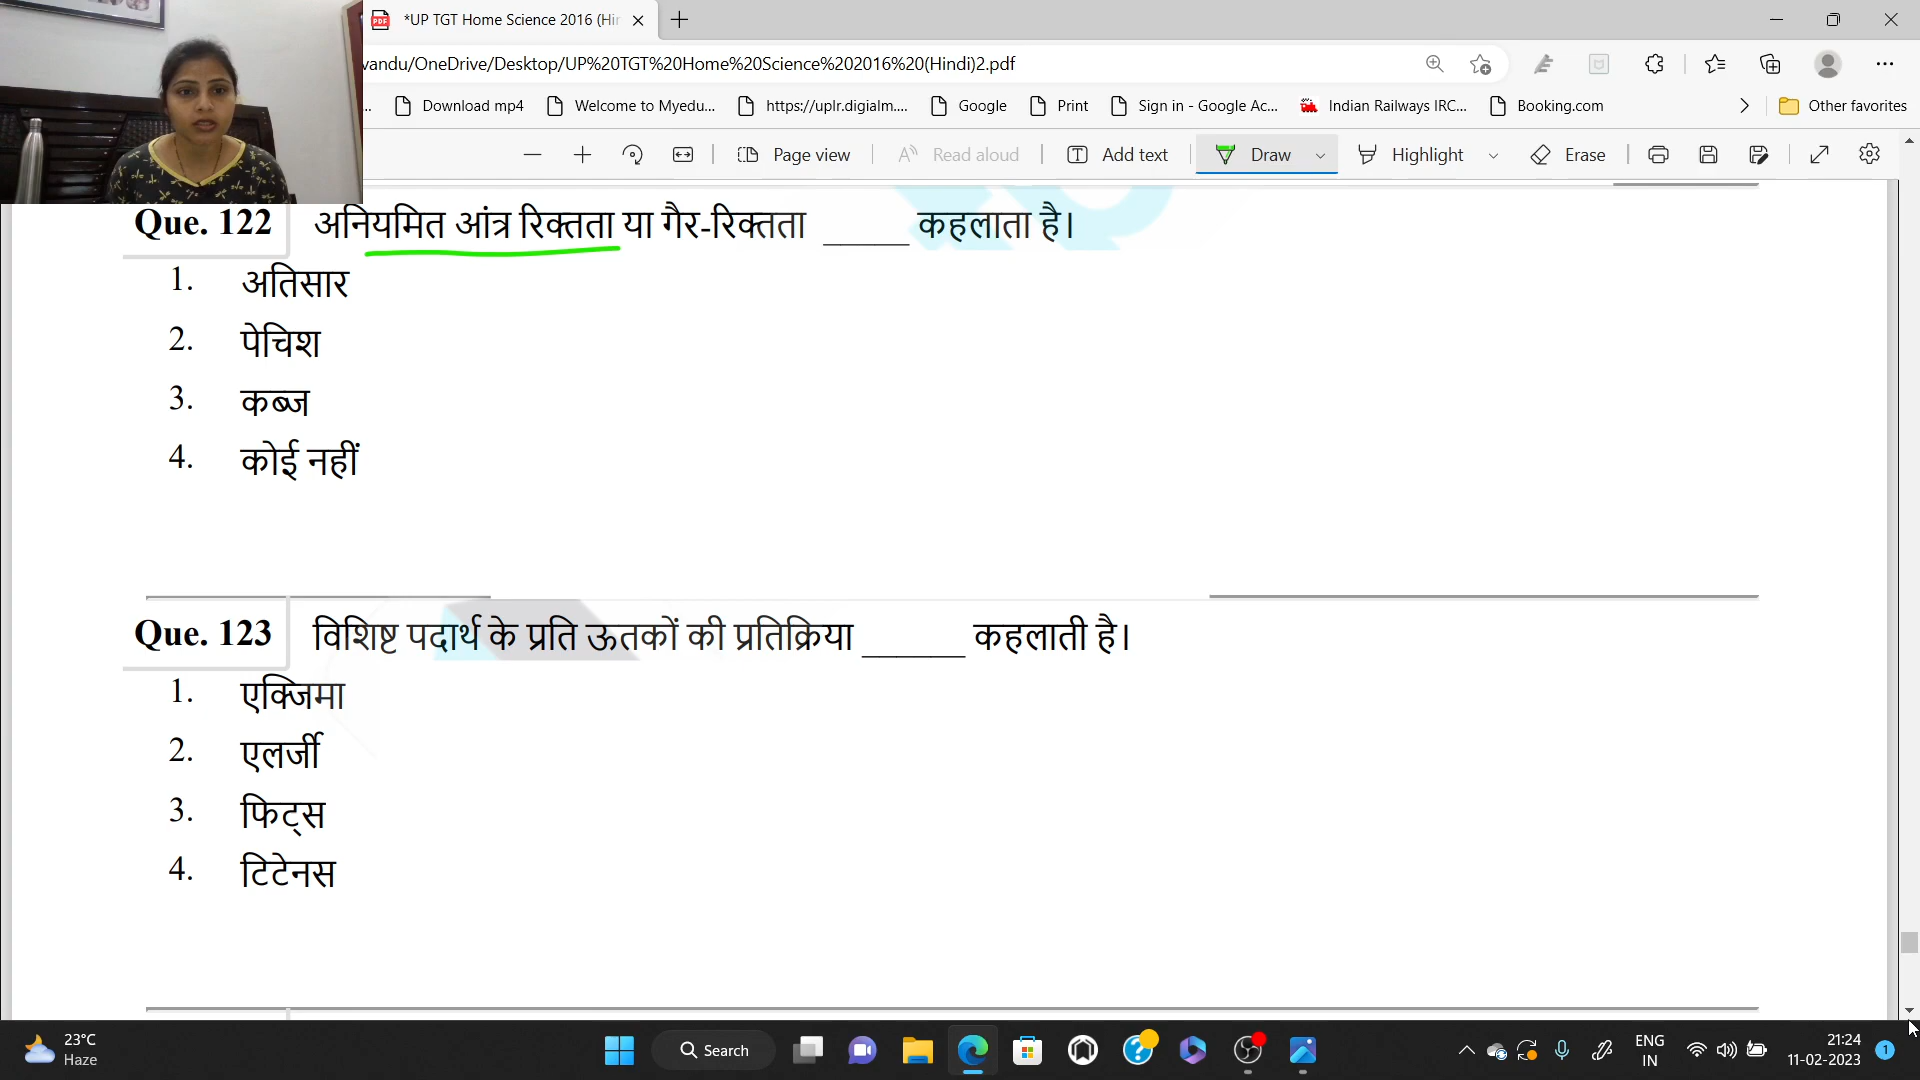 *UP TGT Home Science 2016 (Hin
vandu/OneDrive/Desktop/UP%20TGT%20Home%20Science%202016%20(Hindi)2.pdf
... Download mp4 Welcome to Myedu... https://uplr.digialm.... Google Print Sign in - Google Ac... Indian Railways IRC... Booking.com Other favorites
Page view Read aloud Add text Draw Highlight Erase
Que. 122 अनियमित आंत्र रिक्तता या गैर-रिक्तता _____ कहलाता है।
1. अतिसार
2. पेचिश
3. कब्ज
4. कोई नहीं
Que. 123 विशिष्ट पदार्थ के प्रति ऊतकों की प्रतिक्रिया ______ कहलाती है।
1. एक्जिमा
2. एलर्जी
3. फिट्स
4. टिटेनस
23°C
Haze
Search
ENG
IN
21:24
11-02-2023
1